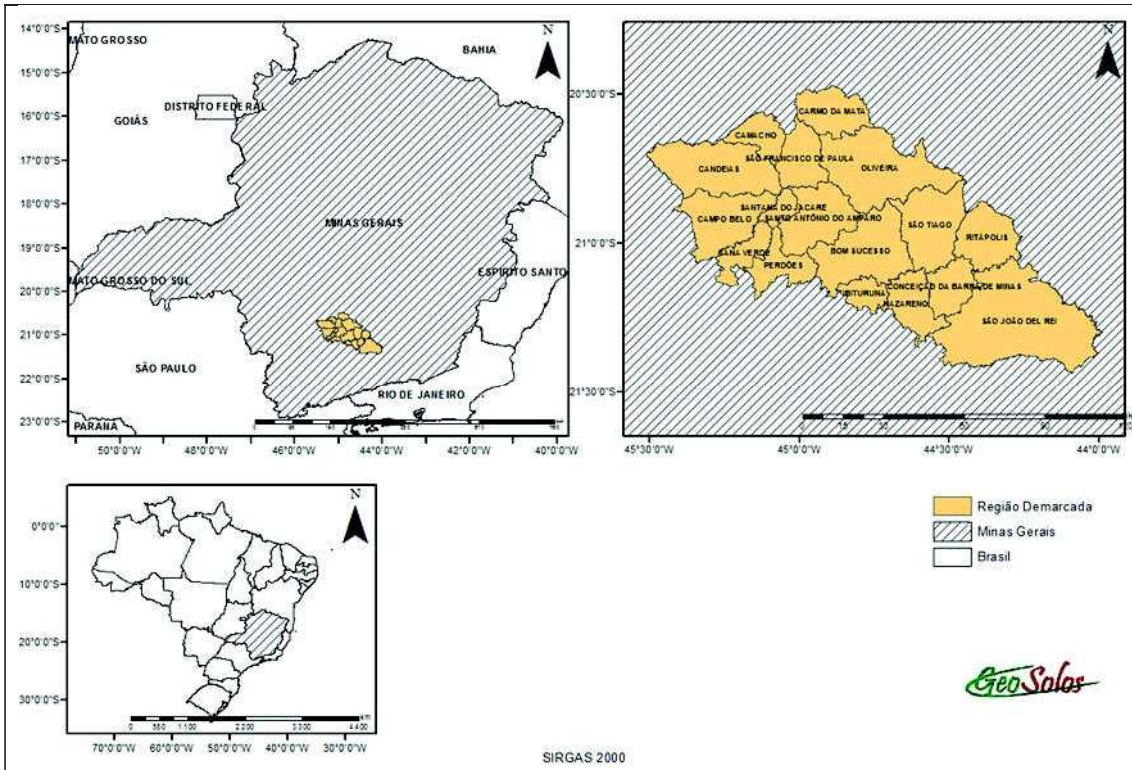 N
14°0'0"S
15°0'0"S
16°0'0"S
17°0'0"S
18°0'0"S
19°0'0"S
20°0'0"S
21°0'0"S
22°0'0"S
23°0'0"S
MATO GROSSO
BAHIA
DISTRITO FEDERAL
GOIÁS
MINAS GERAIS
ESPÍRITO SANTO
MATO GROSSO DO SUL
SÃO PAULO
RIO DE JANEIRO
PARANÁ
50°0'0"W 48°0'0"W 46°0'0"W 44°0'0"W 42°0'0"W 40°0'0"W
N
20°30'0"S
21°0'0"S
21°30'0"S
CARMO DA MATA
CAMACHO
SÃO FRANCISCO DE PAULA
CANDEIAS
OLIVEIRA
SANTANA DO JACARE
CAMPO BELO
SANTO ANTÔNIO DO AMPARO
SÃO TIAGO
RITÁPOLIS
BOM SUCESSO
CANA VERDE
PERDÕES
IBITURUNA
CONCEIÇÃO DA BARRA DE MINAS
NAZARENO
SÃO JOÃO DEL REI
0 15 30 60 90
45°30'0"W 45°0'0"W 44°30'0"W 44°0'0"W
N
0°0'0"
10°0'0"S
20°0'0"S
30°0'0"S
0 550 1.100 2.200 3.300 4.400
70°0'0"W 60°0'0"W 50°0'0"W 40°0'0"W 30°0'0"W
Região Demarcada
Minas Gerais
Brasil
GeoSolos
SIRGAS 2000